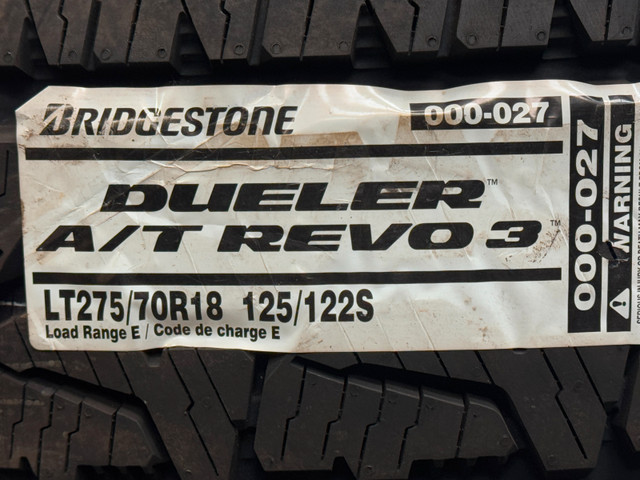 BRIDGESTONE
000-027
DUELER™
A/T REVO 3™
LT275/70R18 125/122S
Load Range E / Code de charge E
000-027
WARNING